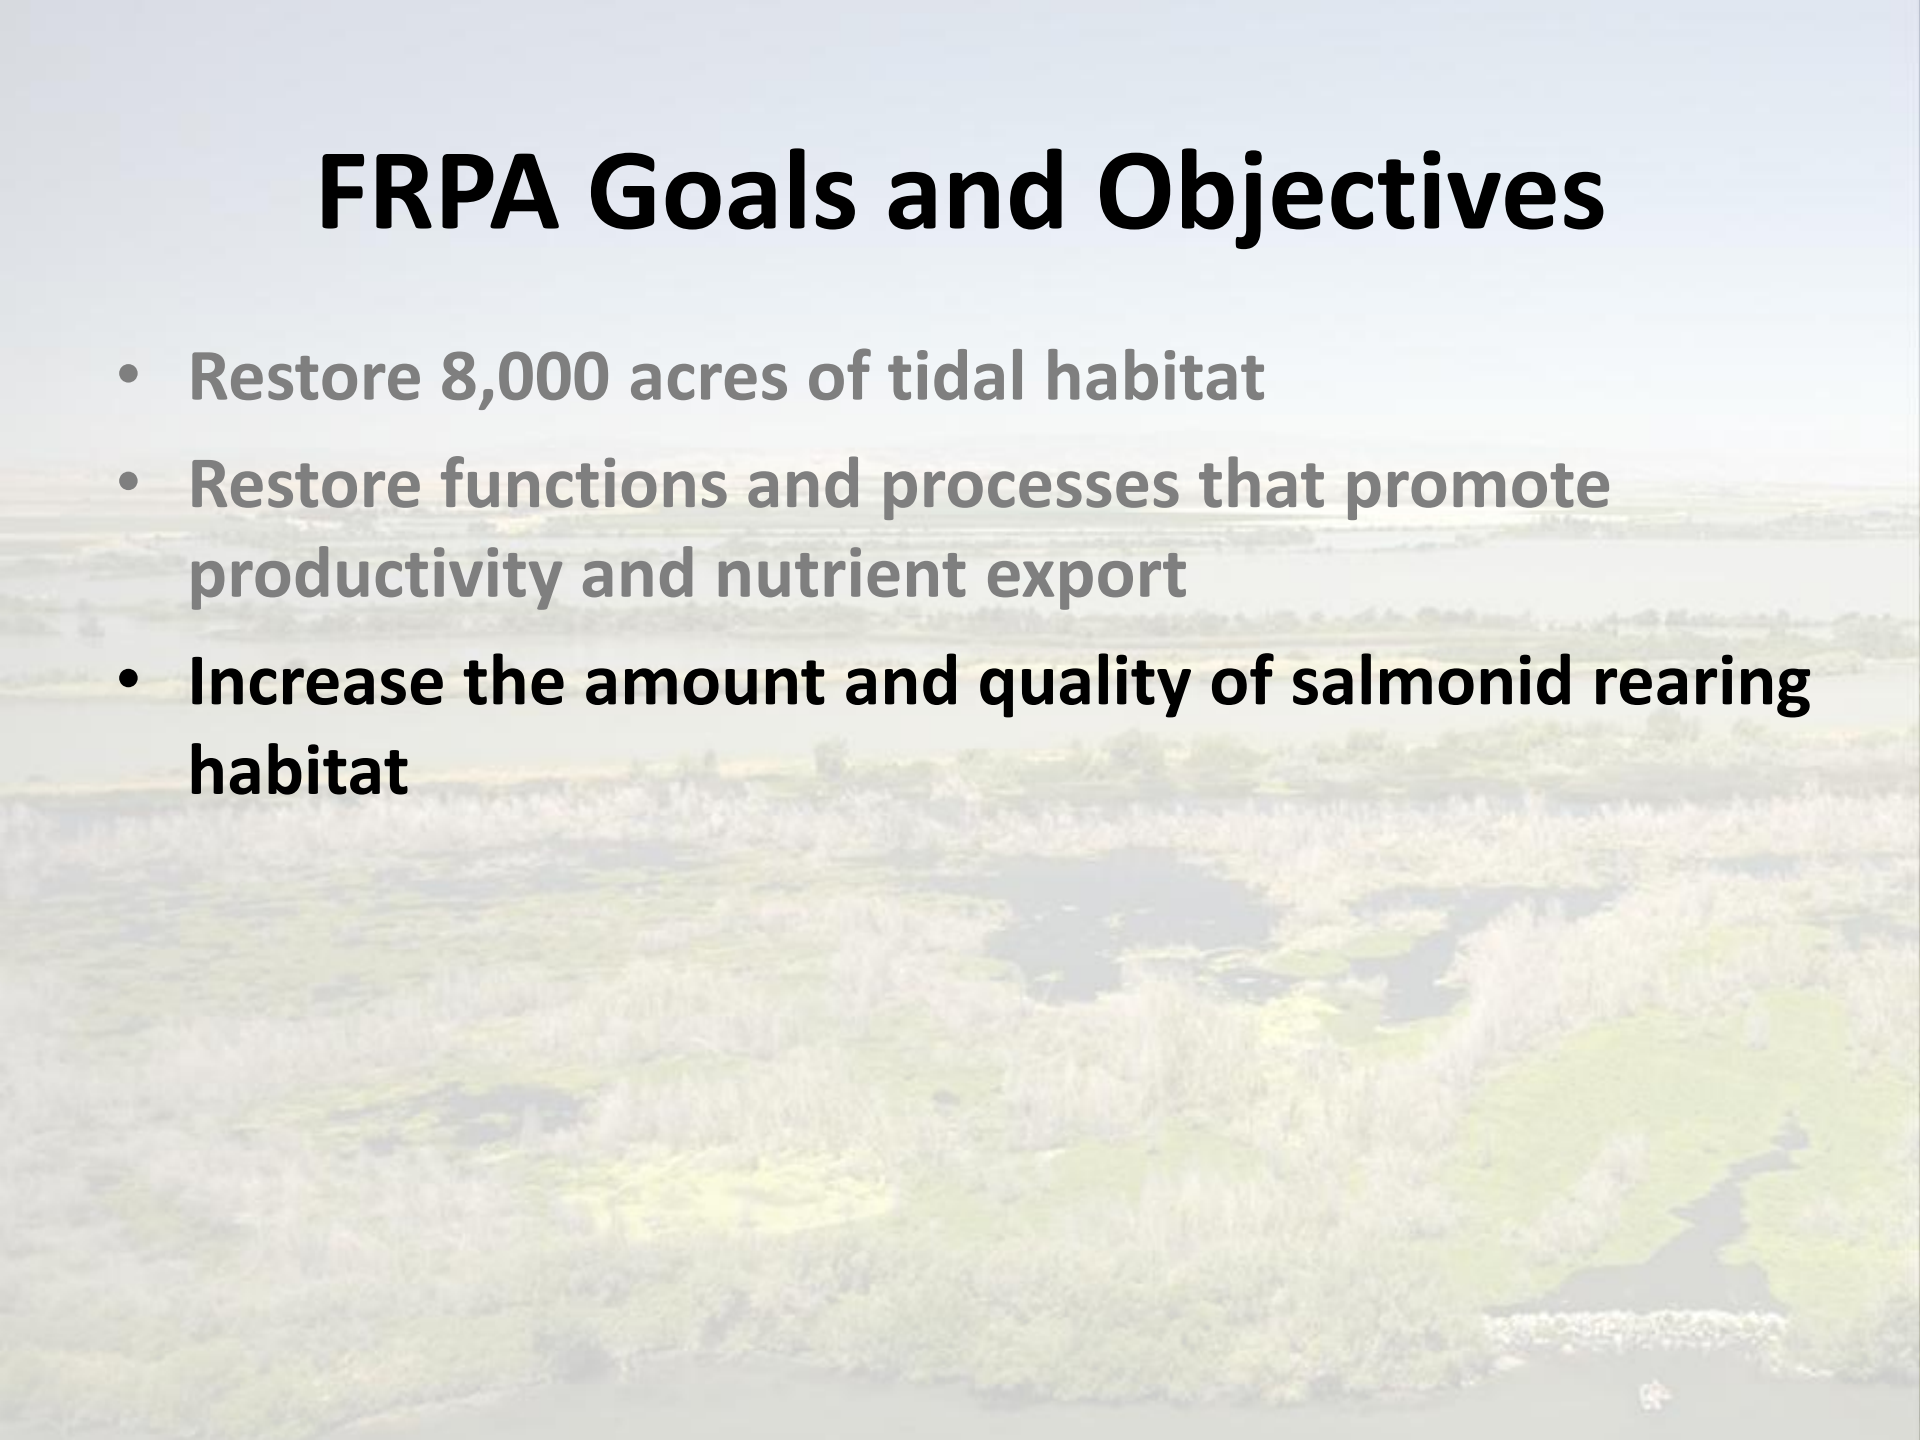 FRPA Goals and Objectives
• Restore 8,000 acres of tidal habitat
• Restore functions and processes that promote
productivity and nutrient export
• Increase the amount and quality of salmonid rearing
habitat